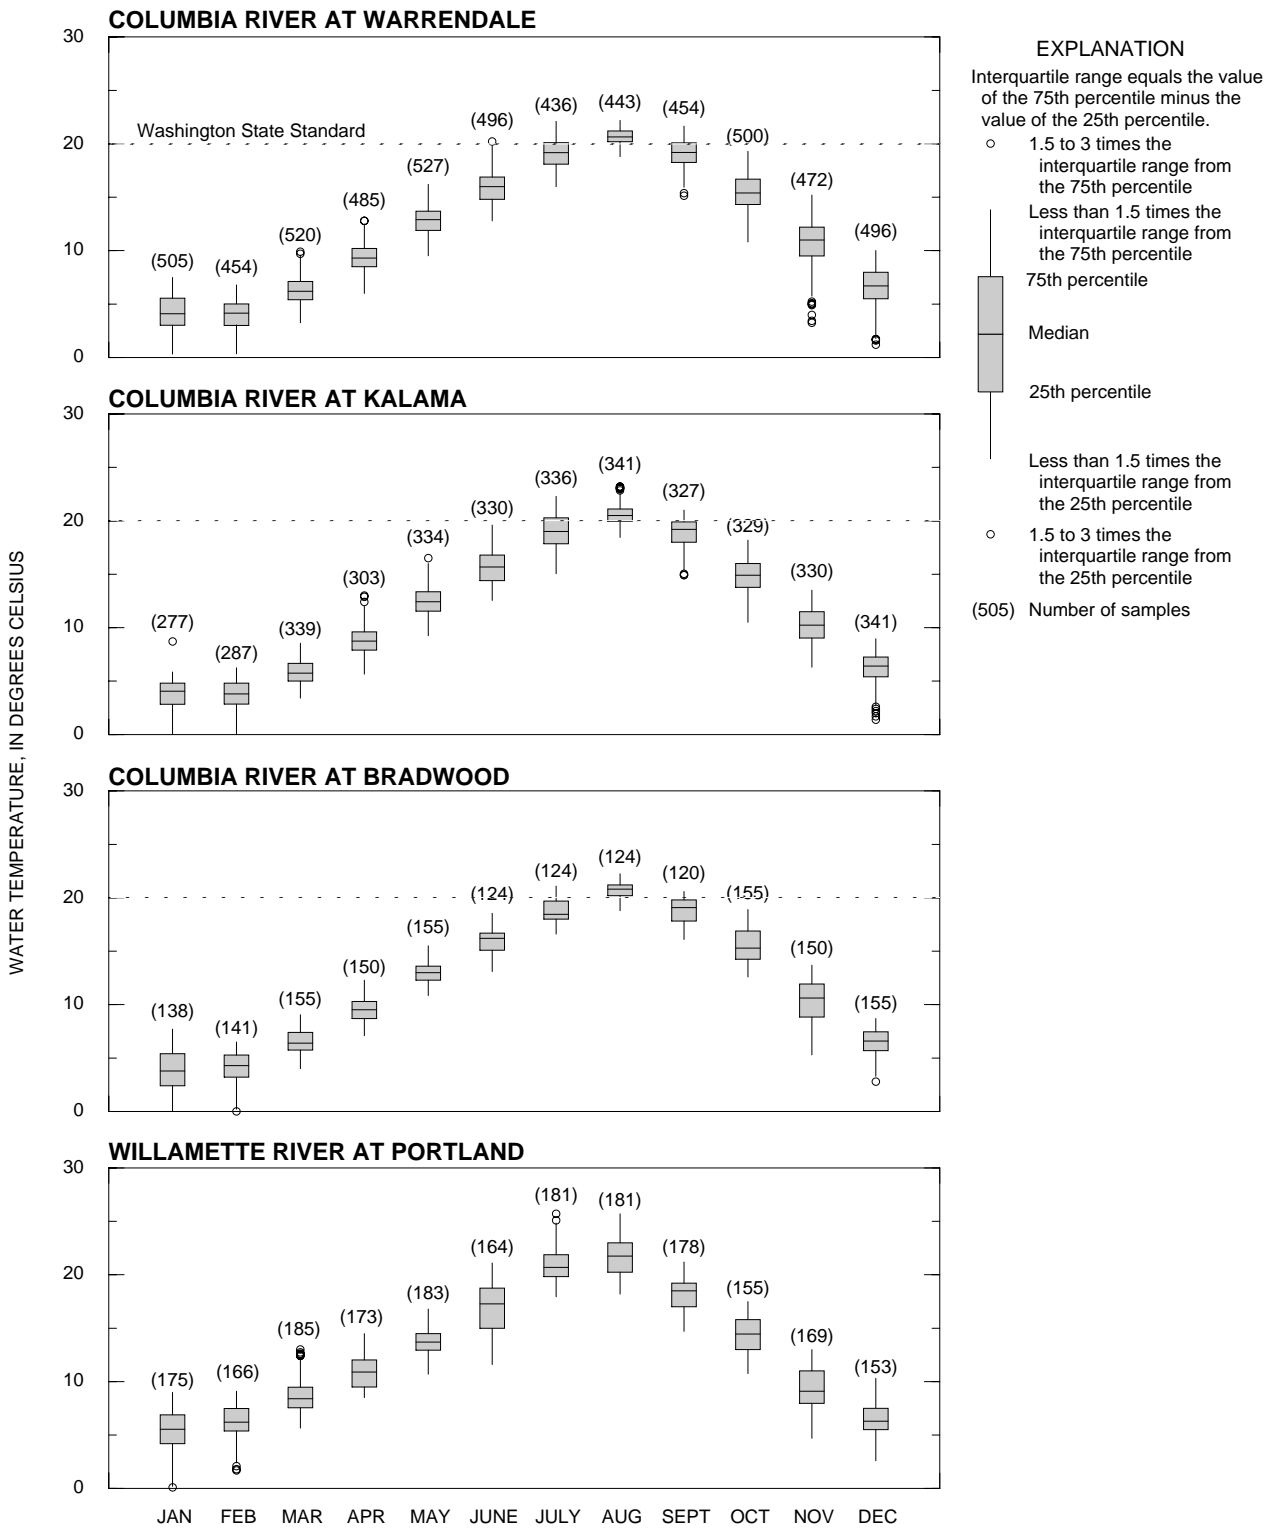 COLUMBIA RIVER AT WARRENDALE
30
20
10
0
Washington State Standard
(505) (454) (520) (485) (527) (496) (436) (443) (454) (500) (472) (496)
EXPLANATION
Interquartile range equals the value
of the 75th percentile minus the
value of the 25th percentile.
1.5 to 3 times the
interquartile range from
the 75th percentile
Less than 1.5 times the
interquartile range from
the 75th percentile
75th percentile
Median
25th percentile
Less than 1.5 times the
interquartile range from
the 25th percentile
1.5 to 3 times the
interquartile range from
the 25th percentile
(505) Number of samples
COLUMBIA RIVER AT KALAMA
30
20
10
0
(277) (287) (339) (303) (334) (330) (336) (341) (327) (329) (330) (341)
WATER TEMPERATURE, IN DEGREES CELSIUS
COLUMBIA RIVER AT BRADWOOD
30
20
10
0
(138) (141) (155) (150) (155) (124) (124) (124) (120) (155) (150) (155)
WILLAMETTE RIVER AT PORTLAND
30
20
10
0
(175) (166) (185) (173) (183) (164) (181) (181) (178) (155) (169) (153)
JAN FEB MAR APR MAY JUNE JULY AUG SEPT OCT NOV DEC